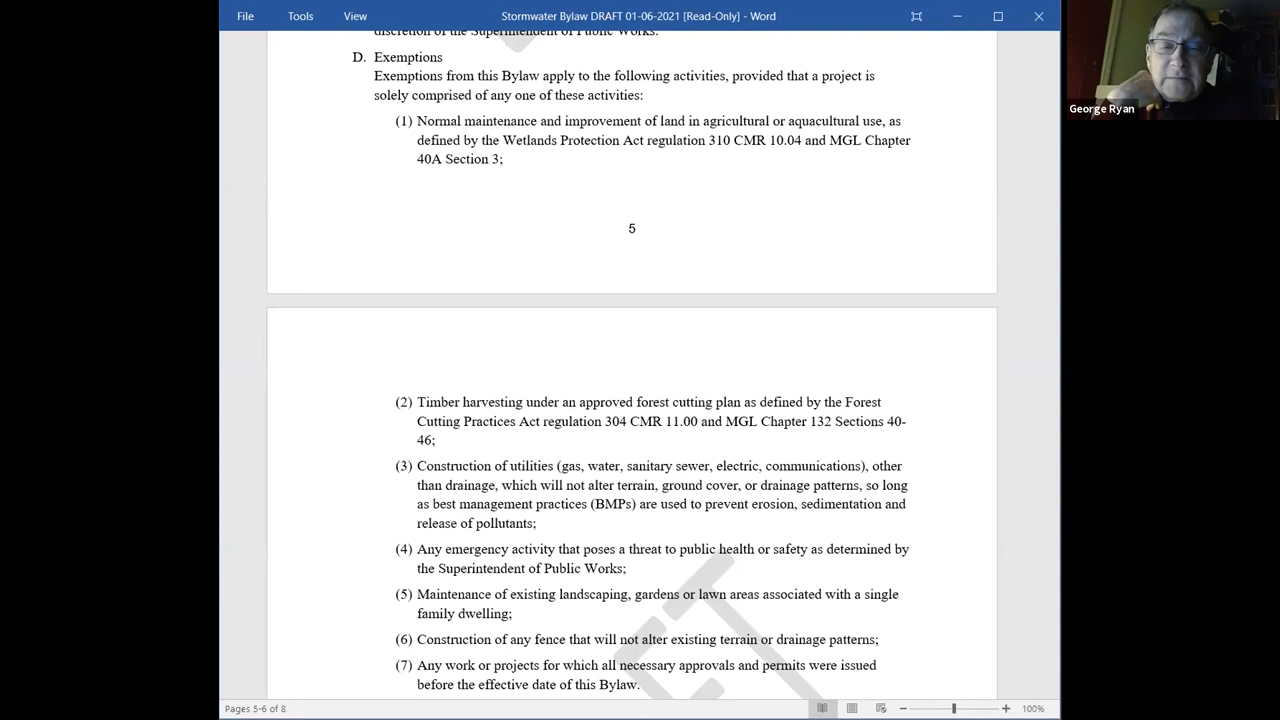 File Tools View Stormwater Bylaw DRAFT 01-06-2021 [Read-Only] - Word
discretion of the Superintendent of Public Works.
D. Exemptions
Exemptions from this Bylaw apply to the following activities, provided that a project is
solely comprised of any one of these activities:
(1) Normal maintenance and improvement of land in agricultural or aquacultural use, as
defined by the Wetlands Protection Act regulation 310 CMR 10.04 and MGL Chapter
40A Section 3;
5
(2) Timber harvesting under an approved forest cutting plan as defined by the Forest
Cutting Practices Act regulation 304 CMR 11.00 and MGL Chapter 132 Sections 40-
46;
(3) Construction of utilities (gas, water, sanitary sewer, electric, communications), other
than drainage, which will not alter terrain, ground cover, or drainage patterns, so long
as best management practices (BMPs) are used to prevent erosion, sedimentation and
release of pollutants;
(4) Any emergency activity that poses a threat to public health or safety as determined by
the Superintendent of Public Works;
(5) Maintenance of existing landscaping, gardens or lawn areas associated with a single
family dwelling;
(6) Construction of any fence that will not alter existing terrain or drainage patterns;
(7) Any work or projects for which all necessary approvals and permits were issued
before the effective date of this Bylaw.
Pages 5-6 of 8
100%
George Ryan